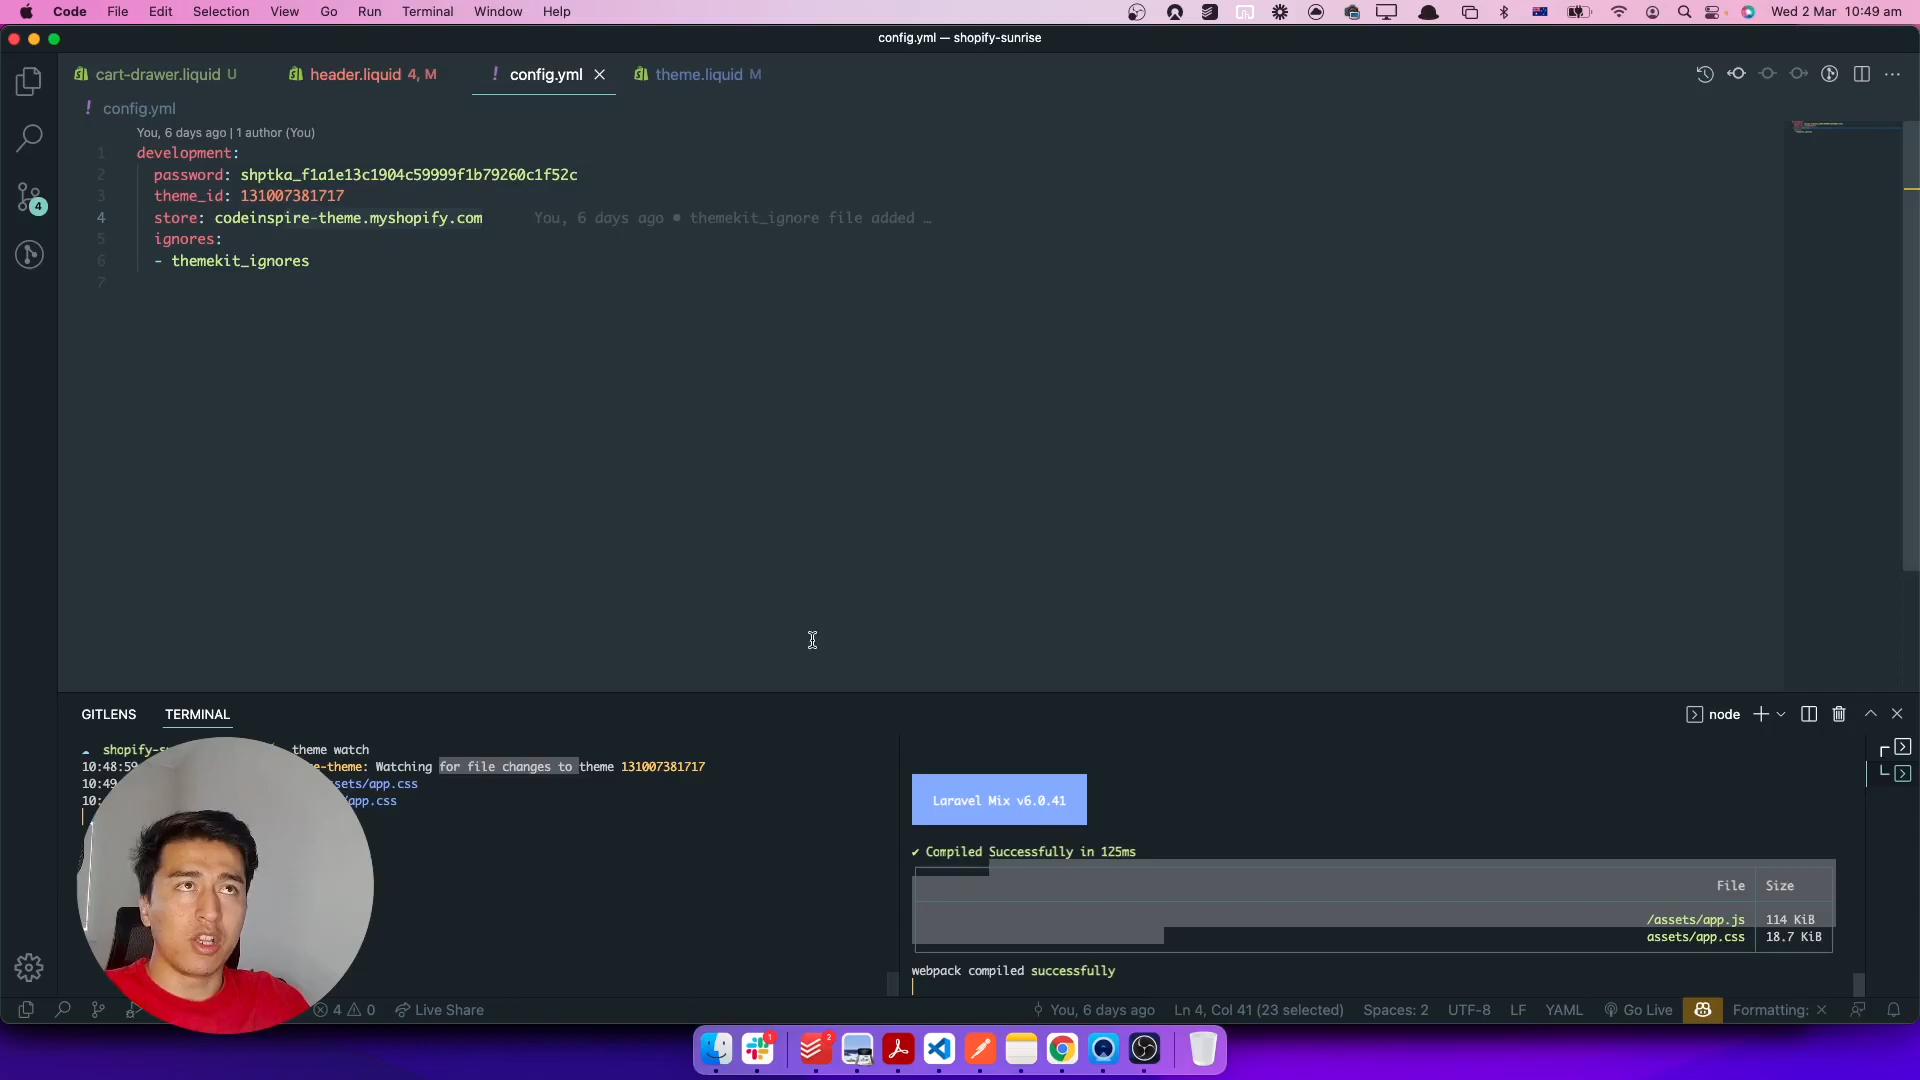 Code File Edit Selection View Go Run Terminal Window Help
Wed 2 Mar 10:49 am
config.yml — shopify-sunrise
cart-drawer.liquid U
header.liquid 4, M
! config.yml
theme.liquid M
! config.yml
You, 6 days ago | 1 author (You)
1 development:
2 password: shptka_f1a1e13c1904c59999f1b79260c1f52c
3 theme_id: 131007381717
4 store: codeinspire-theme.myshopify.com You, 6 days ago • themekit_ignore file added …
5 ignores:
6 - themekit_ignores
7
4
GITLENS TERMINAL
node
shopify-s theme watch
10:48:59 e-theme: Watching for file changes to theme 131007381717
10:49 sets/app.css
10: app.css
Laravel Mix v6.0.41
✔ Compiled Successfully in 125ms
File Size
/assets/app.js 114 KiB
assets/app.css 18.7 KiB
webpack compiled successfully
4 0 Live Share
You, 6 days ago Ln 4, Col 41 (23 selected) Spaces: 2 UTF-8 LF YAML Go Live Formatting: ×
1
2